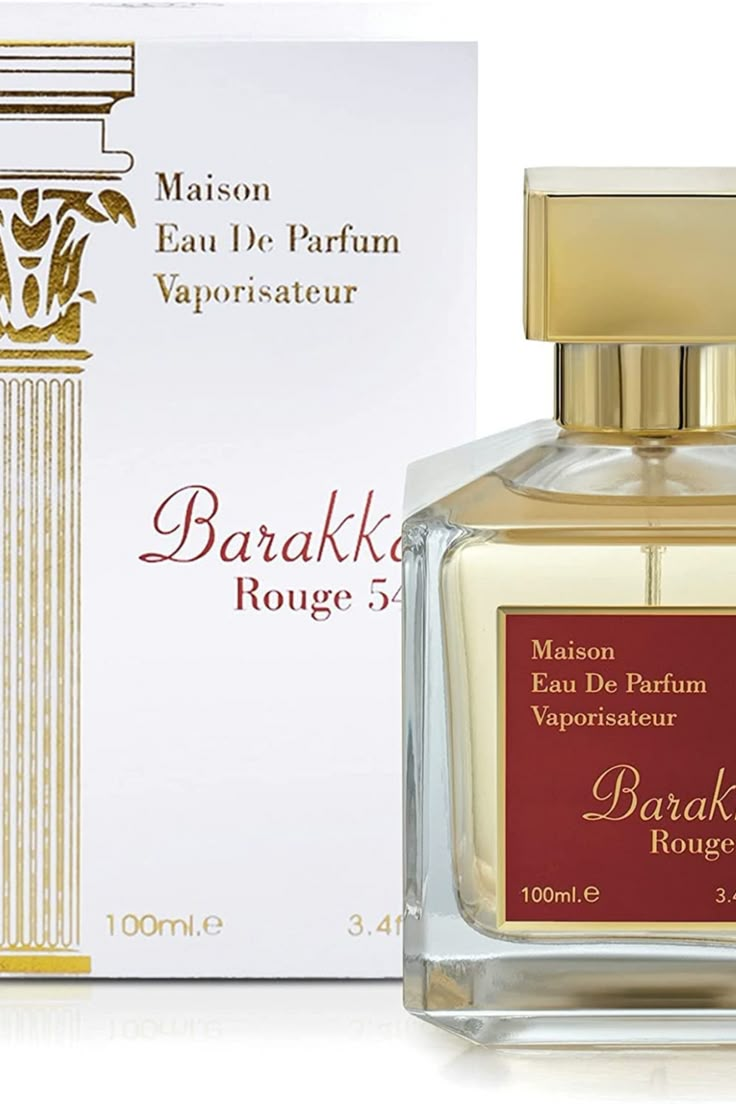 Maison
Eau De Parfum
Vaporisateur
Rouge
100ml.e
Maison
Eau De Parfum
Vaporisateur
Rouge
100ml.e